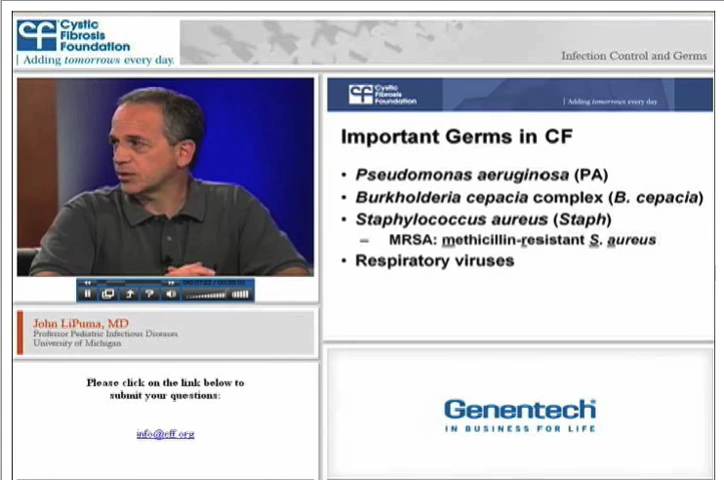 Cystic
Fibrosis
Foundation
Adding tomorrows every day.
Infection Control and Germs
Cystic
Fibrosis
Foundation
Adding tomorrows every day.
Important Germs in CF
• Pseudomonas aeruginosa (PA)
• Burkholderia cepacia complex (B. cepacia)
• Staphylococcus aureus (Staph)
– MRSA: methicillin-resistant S. aureus
• Respiratory viruses
John LiPuma, MD
Professor Pediatric Infectious Diseases
University of Michigan
Please click on the link below to
submit your questions:
info@cff.org
Genentech
IN BUSINESS FOR LIFE